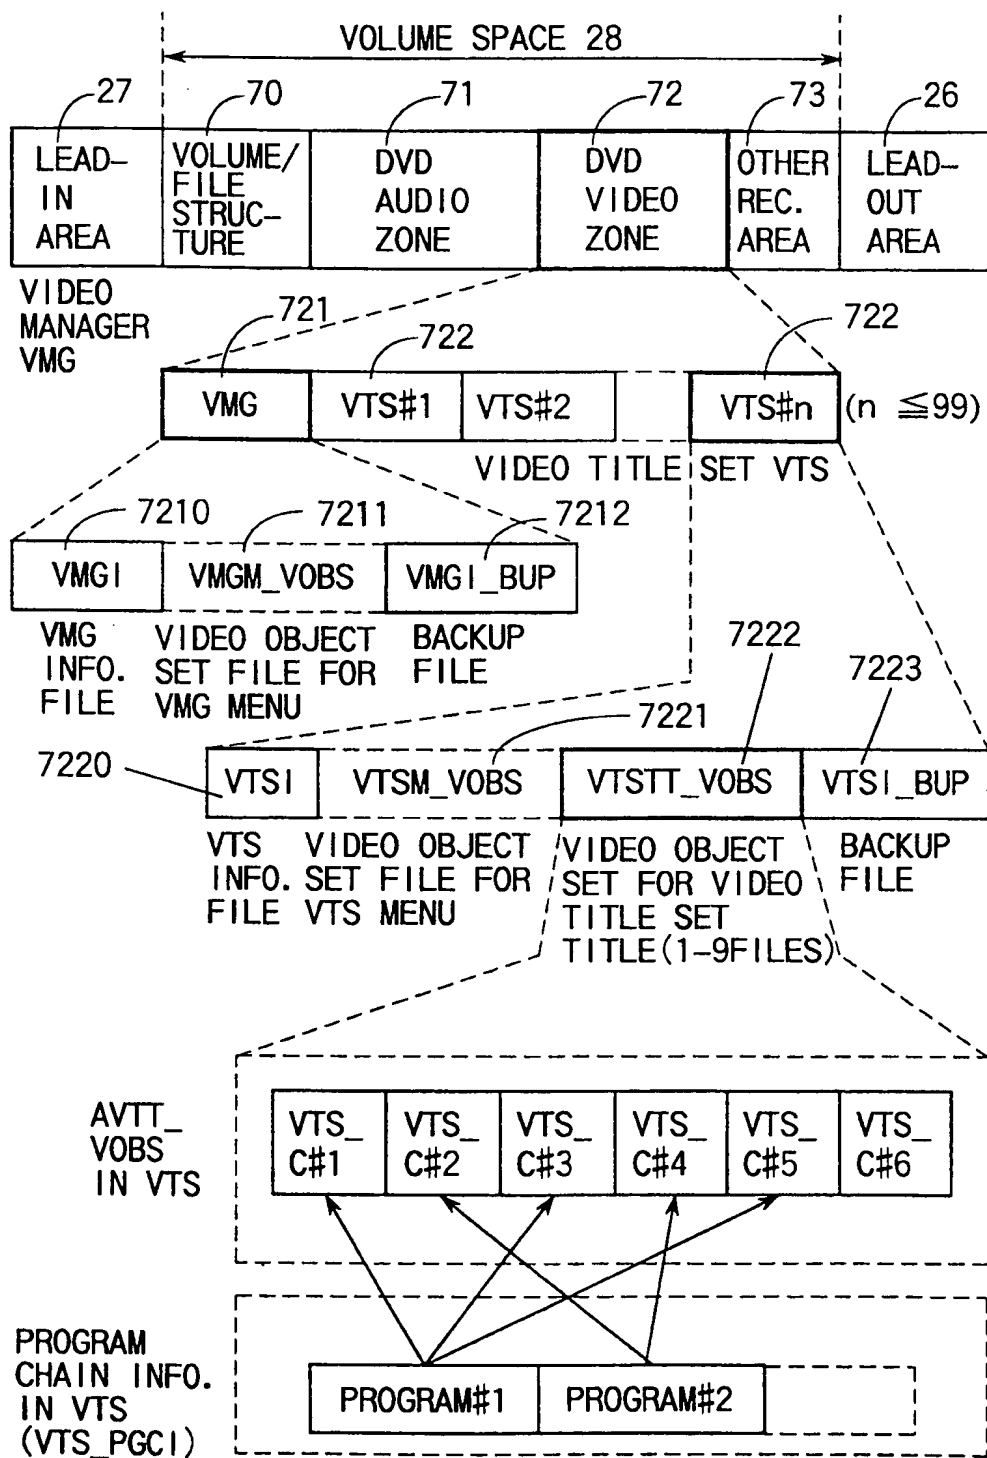 VOLUME SPACE 28
27 70 71 72 73 26
LEAD-
IN
AREA
VOLUME/
FILE
STRUC-
TURE
DVD
AUDIO
ZONE
DVD
VIDEO
ZONE
OTHER
REC.
AREA
LEAD-
OUT
AREA
VIDEO
MANAGER
VMG
721
722
722
VMG VTS#1 VTS#2 VTS#n (n ≦99)
VIDEO TITLE SET VTS
7210 7211 7212
VMGI VMGM_VOBS VMGI_BUP
VMG
INFO.
FILE
VIDEO OBJECT
SET FILE FOR
VMG MENU
BACKUP
FILE
7222
7223
7221
7220
VTSI VTSM_VOBS VTSTT_VOBS VTSI_BUP
VTS
INFO.
FILE
VIDEO OBJECT
SET FILE FOR
VTS MENU
VIDEO OBJECT
SET FOR VIDEO
TITLE SET
TITLE(1-9FILES)
BACKUP
FILE
AVTT_
VOBS
IN VTS
VTS_
C#1
VTS_
C#2
VTS_
C#3
VTS_
C#4
VTS_
C#5
VTS_
C#6
PROGRAM
CHAIN INFO.
IN VTS
(VTS_PGCI)
PROGRAM#1 PROGRAM#2